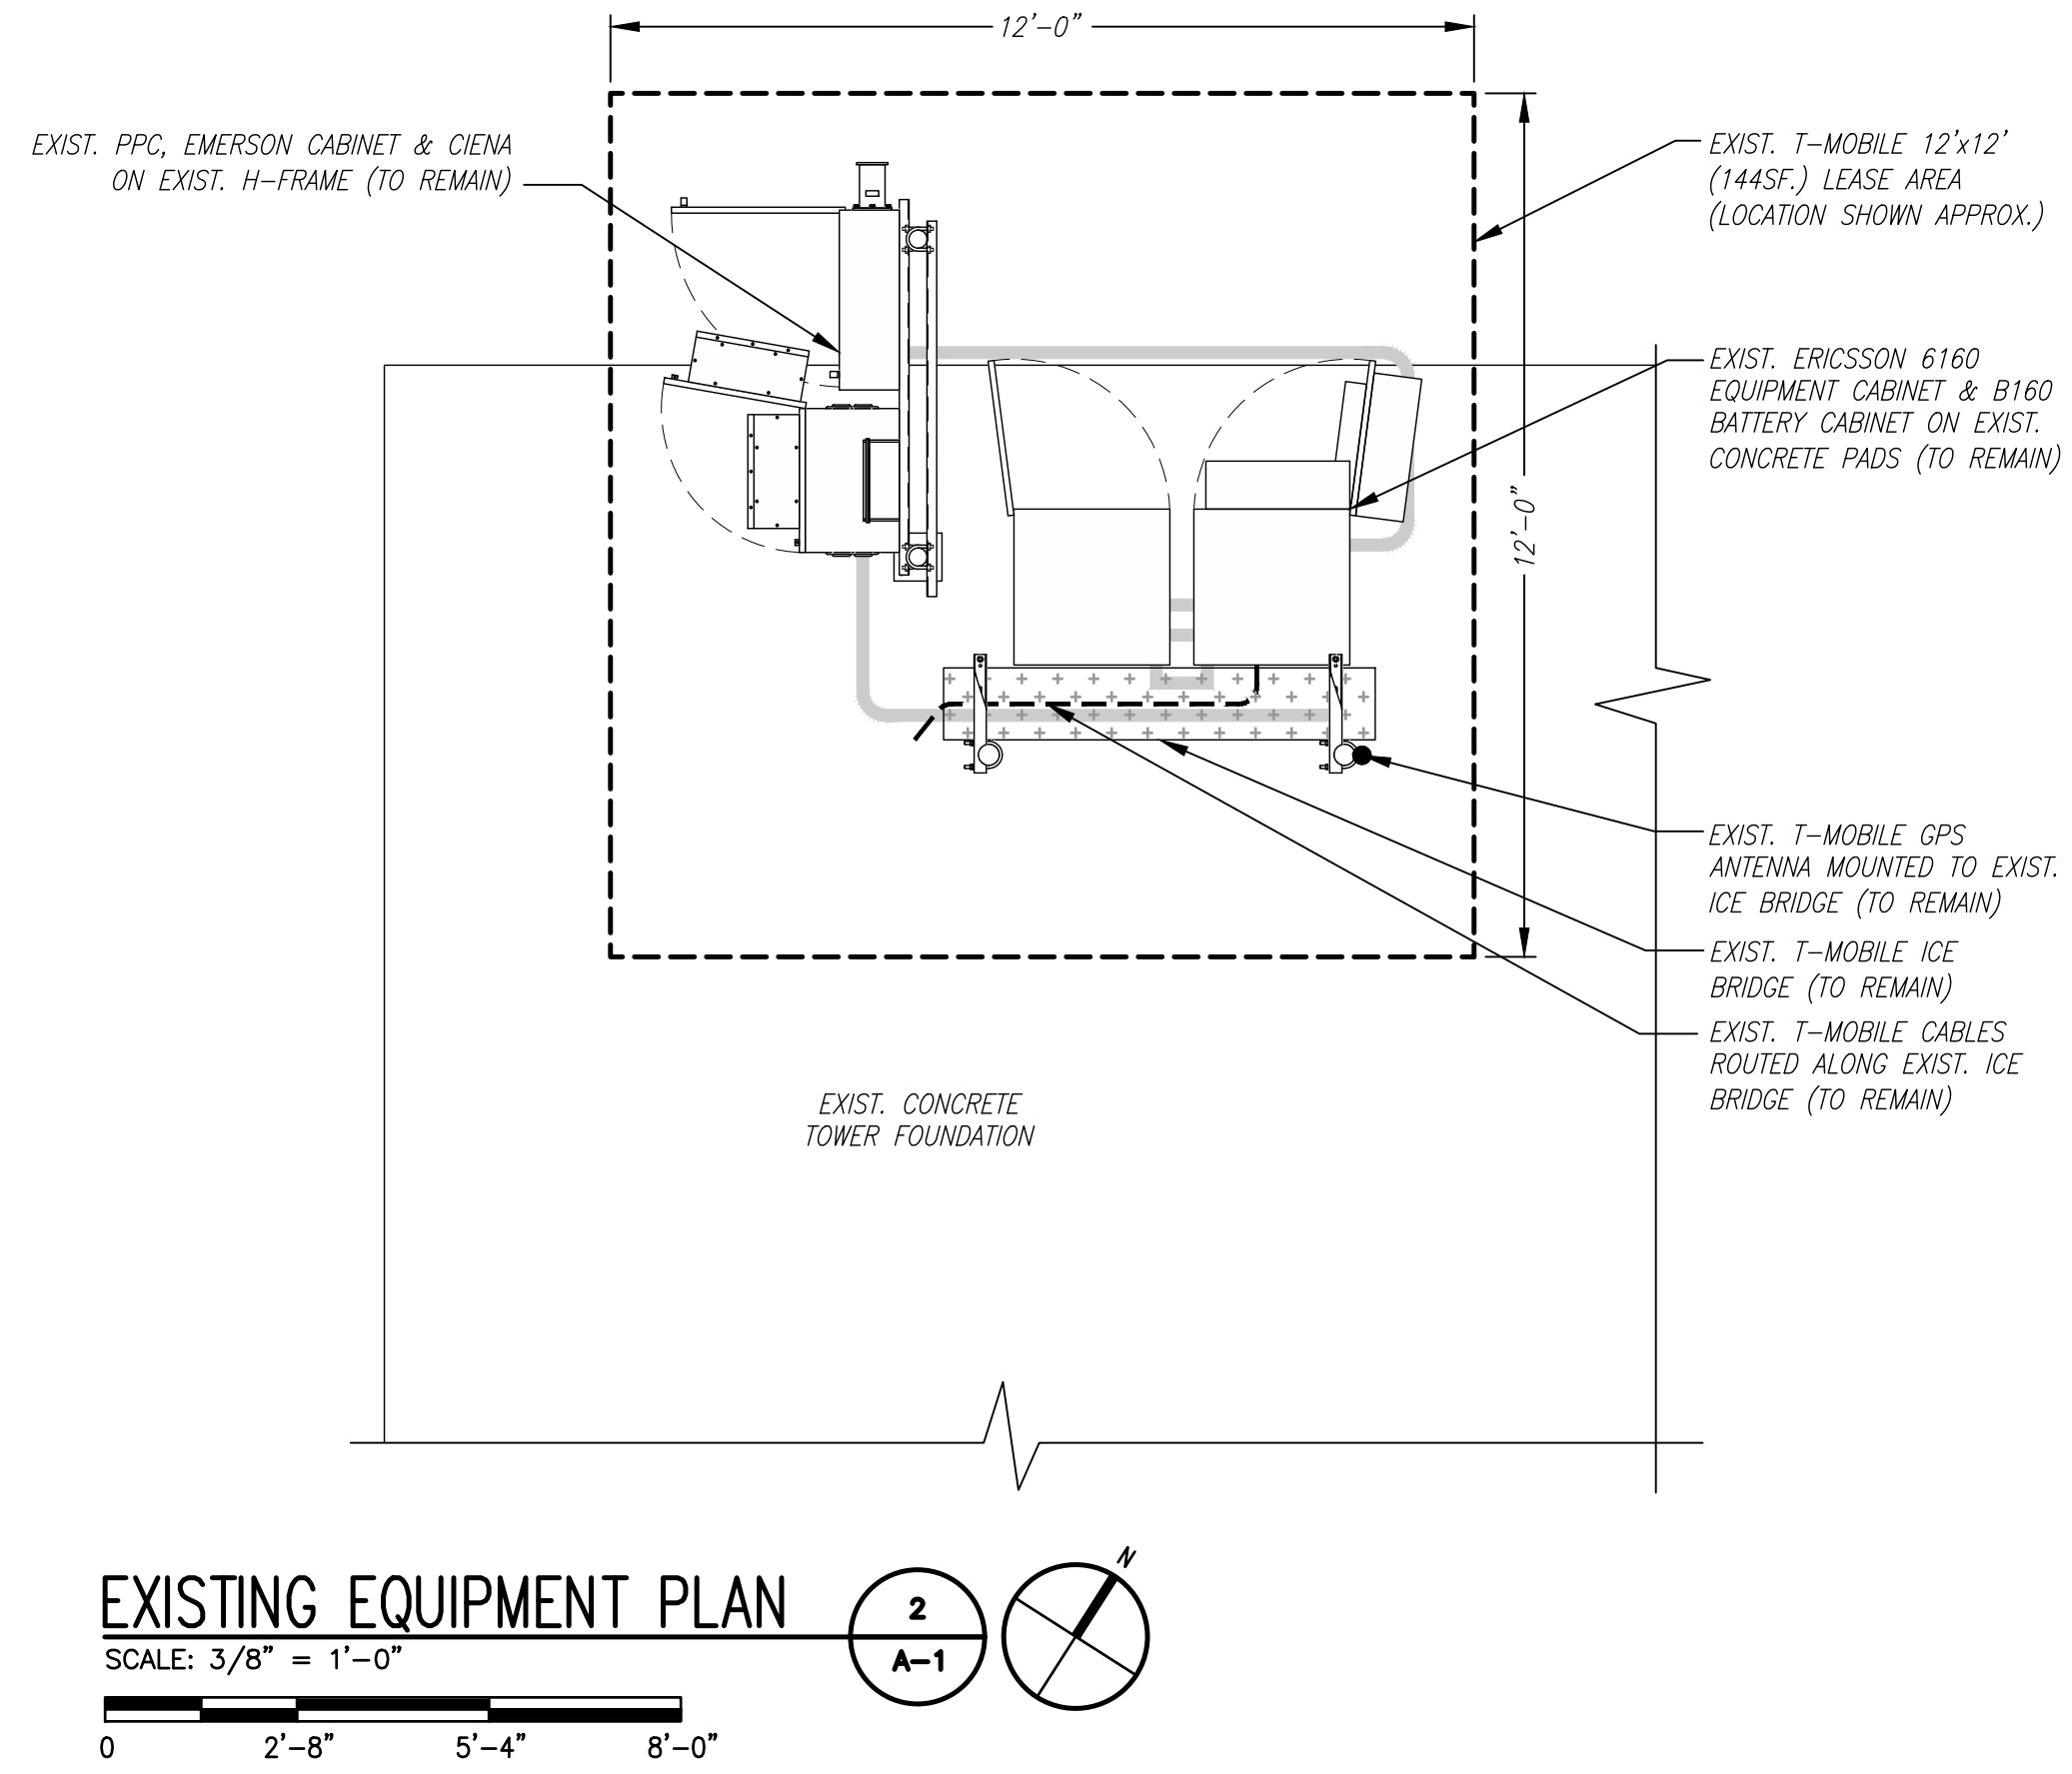 12'-0"
EXIST. PPC, EMERSON CABINET & CIENA
ON EXIST. H-FRAME (TO REMAIN)
EXIST. T-MOBILE 12'x12'
(144SF.) LEASE AREA
(LOCATION SHOWN APPROX.)
EXIST. ERICSSON 6160
EQUIPMENT CABINET & B160
BATTERY CABINET ON EXIST.
CONCRETE PADS (TO REMAIN)
12'-0"
EXIST. T-MOBILE GPS
ANTENNA MOUNTED TO EXIST.
ICE BRIDGE (TO REMAIN)
EXIST. T-MOBILE ICE
BRIDGE (TO REMAIN)
EXIST. T-MOBILE CABLES
ROUTED ALONG EXIST. ICE
BRIDGE (TO REMAIN)
EXIST. CONCRETE
TOWER FOUNDATION
EXISTING EQUIPMENT PLAN
SCALE: 3/8" = 1'-0"
2
A-1
N
0 2'-8" 5'-4" 8'-0"